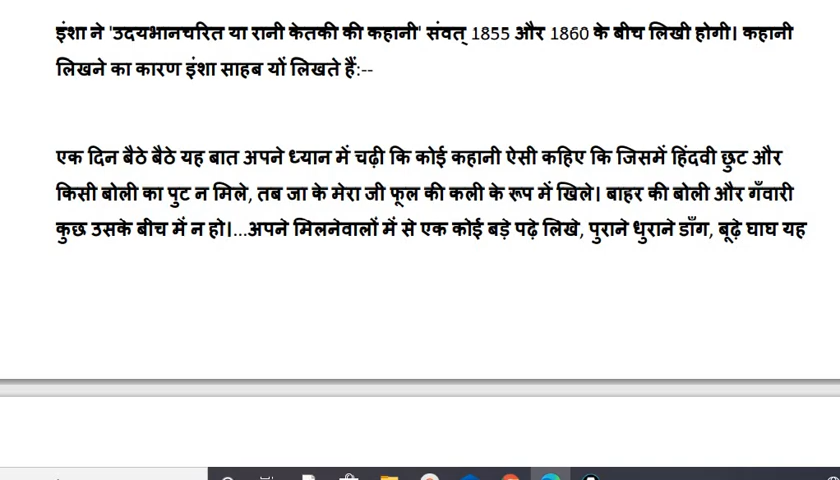 इंशा ने 'उदयभानचरित या रानी केतकी की कहानी' संवत् 1855 और 1860 के बीच लिखी होगी। कहानी
लिखने का कारण इंशा साहब यों लिखते हैं:--
एक दिन बैठे बैठे यह बात अपने ध्यान में चढ़ी कि कोई कहानी ऐसी कहिए कि जिसमें हिंदवी छुट और
किसी बोली का पुट न मिले, तब जा के मेरा जी फूल की कली के रूप में खिले। बाहर की बोली और गँवारी
कुछ उसके बीच में न हो।...अपने मिलनेवालों में से एक कोई बड़े पढ़े लिखे, पुराने धुराने डाँग, बूढ़े घाघ यह